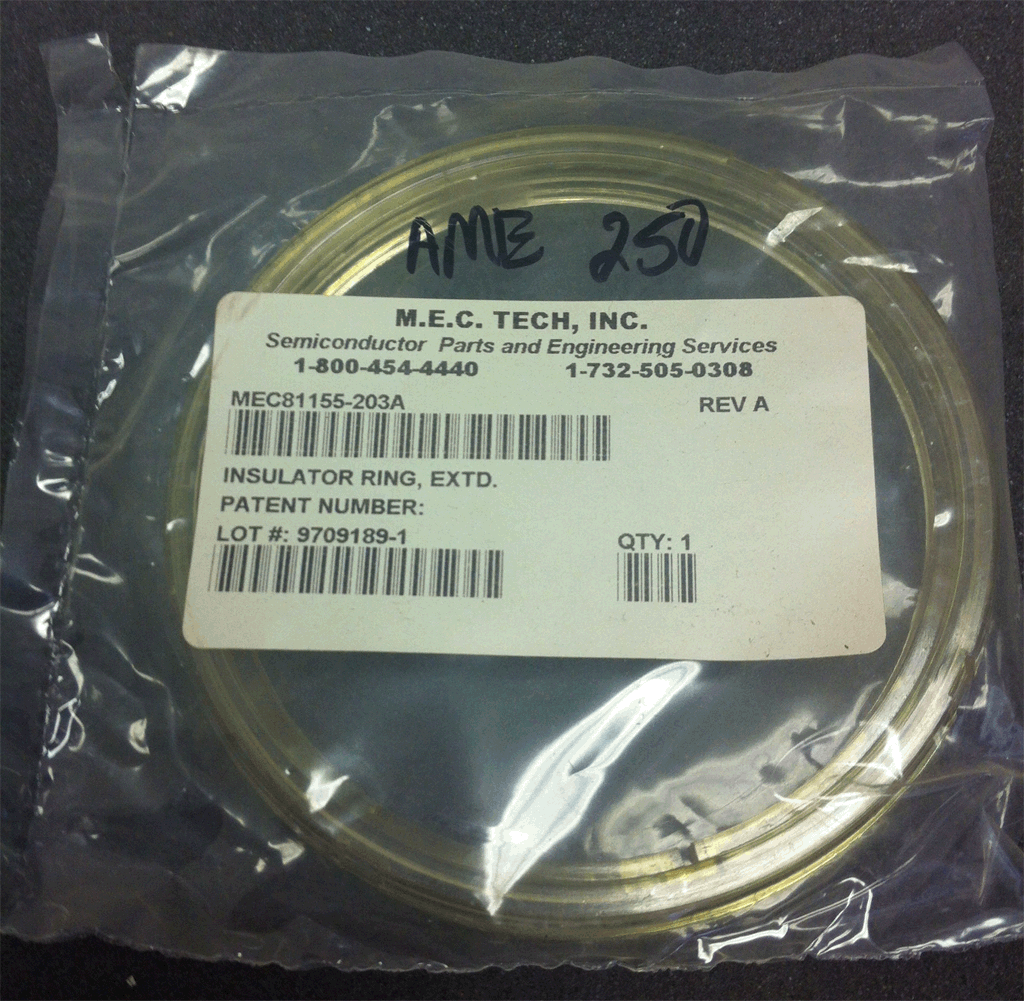 AME 250
M.E.C. TECH, INC.
Semiconductor Parts and Engineering Services
1-800-454-4440 1-732-505-0308
MEC81155-203A REV A
INSULATOR RING, EXTD.
PATENT NUMBER:
LOT #: 9709189-1 QTY: 1